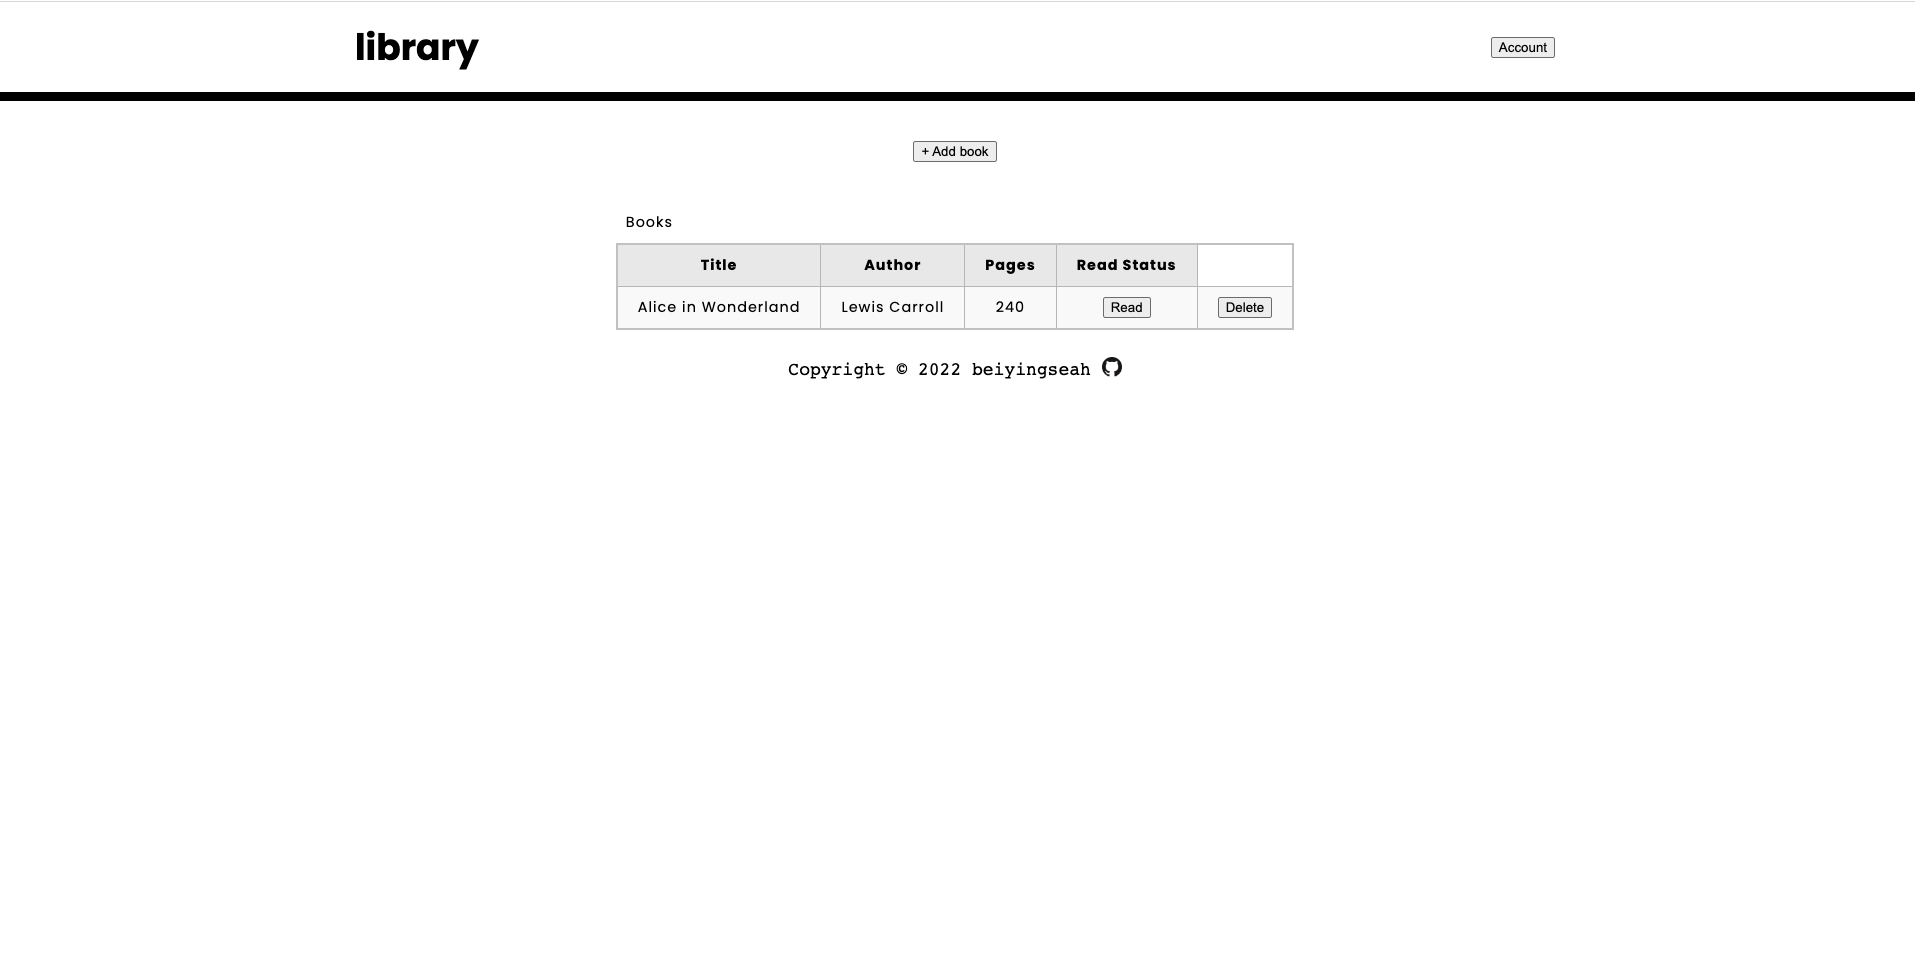 library
Account
+ Add book
Books
Title Author Pages Read Status
Alice in Wonderland Lewis Carroll 240 Read Delete
Copyright © 2022 beiyingseah